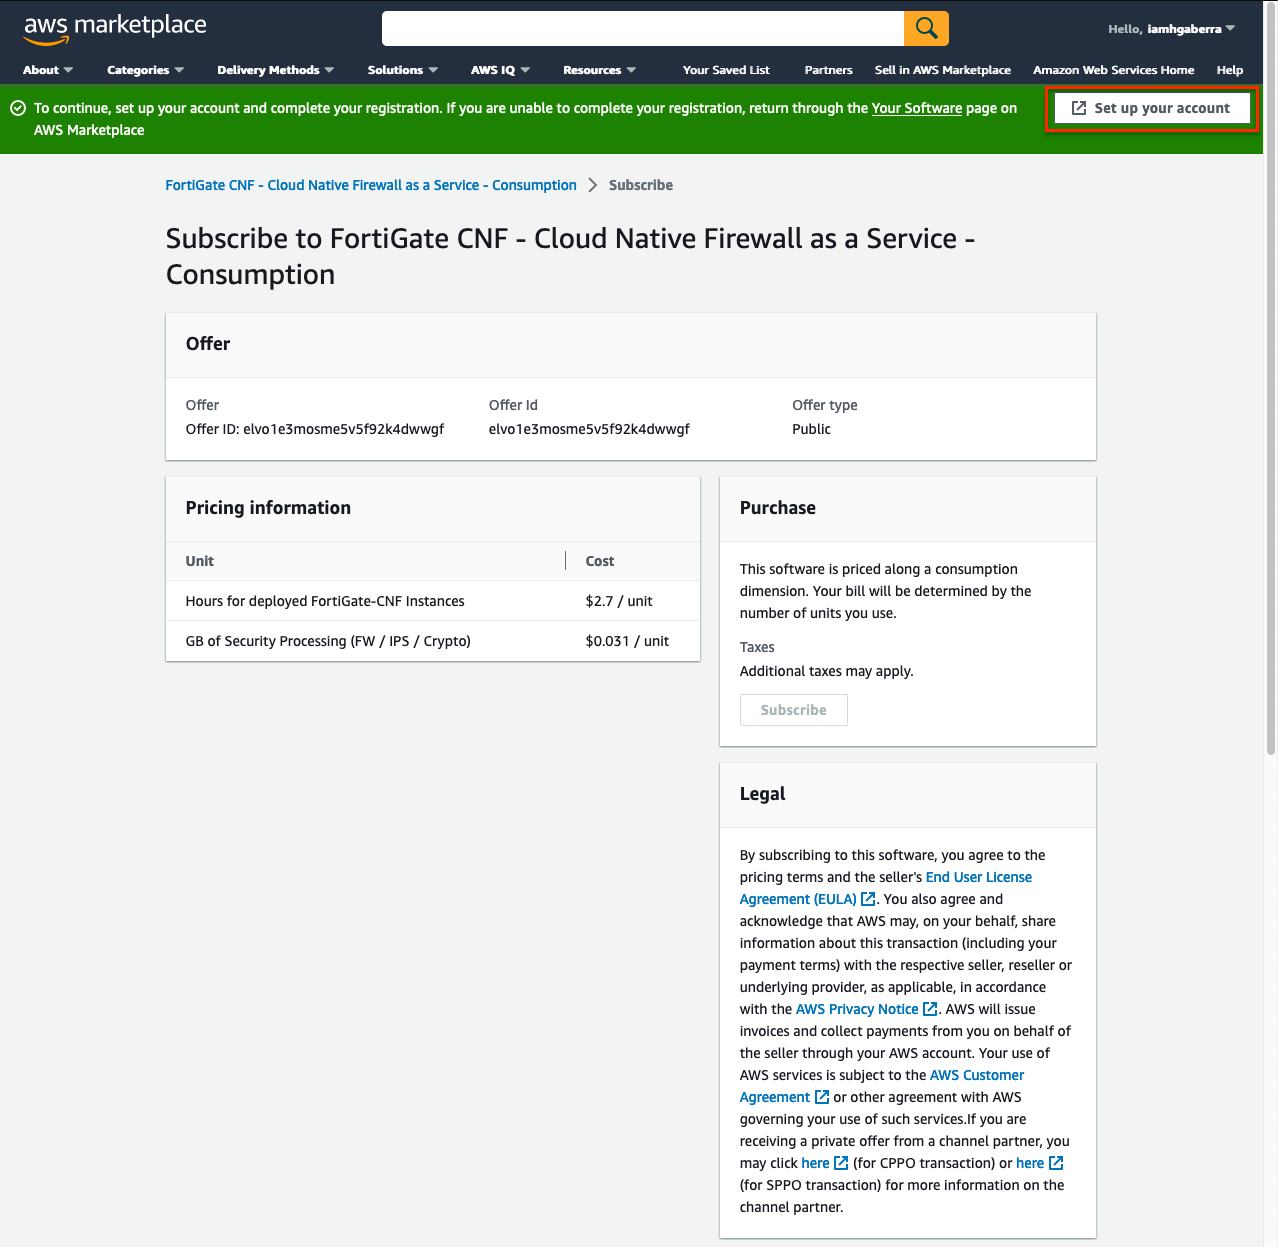 aws marketplace
Hello, iamhgaberra
About Categories Delivery Methods Solutions AWS IQ Resources Your Saved List Partners Sell in AWS Marketplace Amazon Web Services Home Help
To continue, set up your account and complete your registration. If you are unable to complete your registration, return through the Your Software page on
AWS Marketplace
Set up your account
FortiGate CNF - Cloud Native Firewall as a Service - Consumption > Subscribe
Subscribe to FortiGate CNF - Cloud Native Firewall as a Service -
Consumption
Offer
Offer Offer Id Offer type
Offer ID: elvo1e3mosme5v5f92k4dwwgf elvo1e3mosme5v5f92k4dwwgf Public
Pricing information
Unit Cost
Hours for deployed FortiGate-CNF Instances $2.7 / unit
GB of Security Processing (FW / IPS / Crypto) $0.031 / unit
Purchase
This software is priced along a consumption
dimension. Your bill will be determined by the
number of units you use.
Taxes
Additional taxes may apply.
Subscribe
Legal
By subscribing to this software, you agree to the
pricing terms and the seller's End User License
Agreement (EULA). You also agree and
acknowledge that AWS may, on your behalf, share
information about this transaction (including your
payment terms) with the respective seller, reseller or
underlying provider, as applicable, in accordance
with the AWS Privacy Notice. AWS will issue
invoices and collect payments from you on behalf of
the seller through your AWS account. Your use of
AWS services is subject to the AWS Customer
Agreement or other agreement with AWS
governing your use of such services.If you are
receiving a private offer from a channel partner, you
may click here (for CPPO transaction) or here
(for SPPO transaction) for more information on the
channel partner.